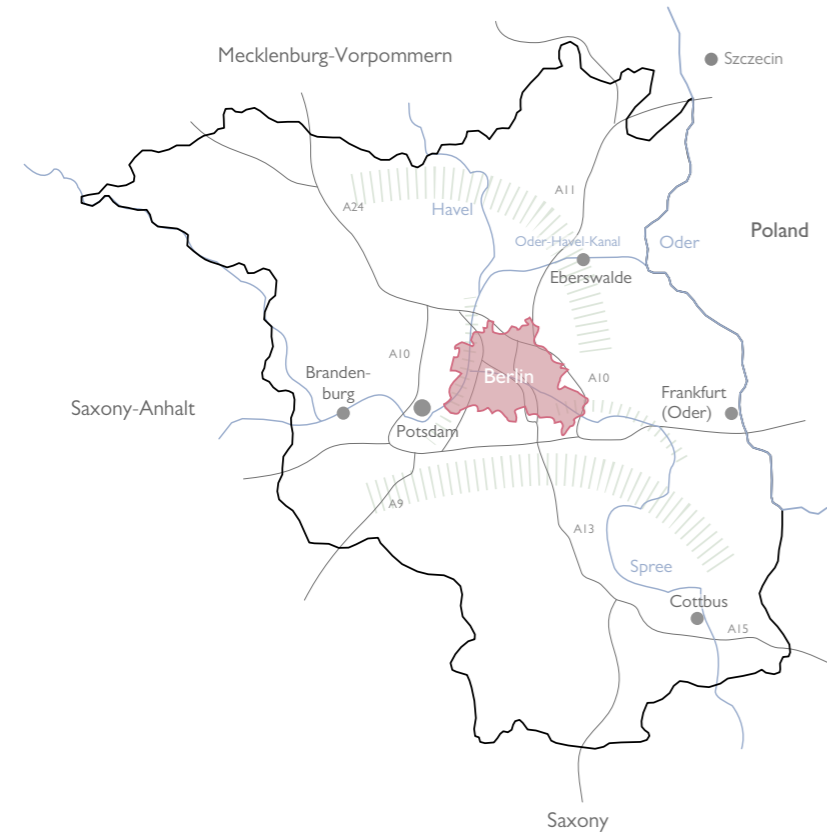 Mecklenburg-Vorpommern
Szczecin
A11
A24
Havel
Poland
Oder-Havel-Kanal
Oder
Eberswalde
A10
Branden-
burg
Berlin
A10
Frankfurt
(Oder)
Saxony-Anhalt
Potsdam
A9
A13
Spree
Cottbus
A15
Saxony